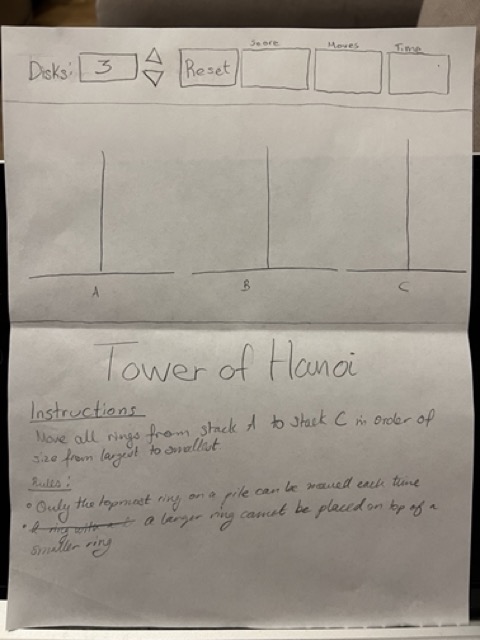 Score Moves Time
Disks: 3 Reset
A B C
Tower of Hanoi
Instructions
Move all rings from stack A to stack C in order of
size from largest to smallest.
Rules:
• Only the topmost ring on a pile can be moved each time
• A ring with a larger ring cannot be placed on top of a
smaller ring